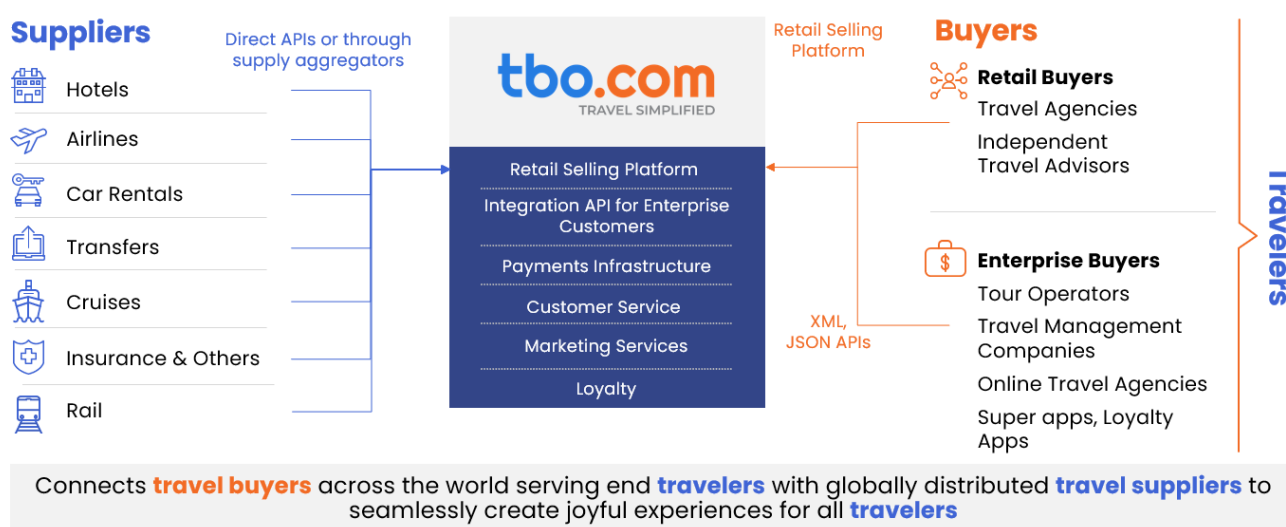 Suppliers
Direct APIs or through
supply aggregators
Hotels
Airlines
Car Rentals
Transfers
Cruises
Insurance & Others
Rail
tbo.com
TRAVEL SIMPLIFIED
Retail Selling Platform
Integration API for Enterprise
Customers
Payments Infrastructure
Customer Service
Marketing Services
Loyalty
Retail Selling
Platform
XML,
JSON APIs
Buyers
Retail Buyers
Travel Agencies
Independent
Travel Advisors
$
Enterprise Buyers
Tour Operators
Travel Management
Companies
Online Travel Agencies
Super apps, Loyalty
Apps
Travelers
Connects travel buyers across the world serving end travelers with globally distributed travel suppliers to
seamlessly create joyful experiences for all travelers